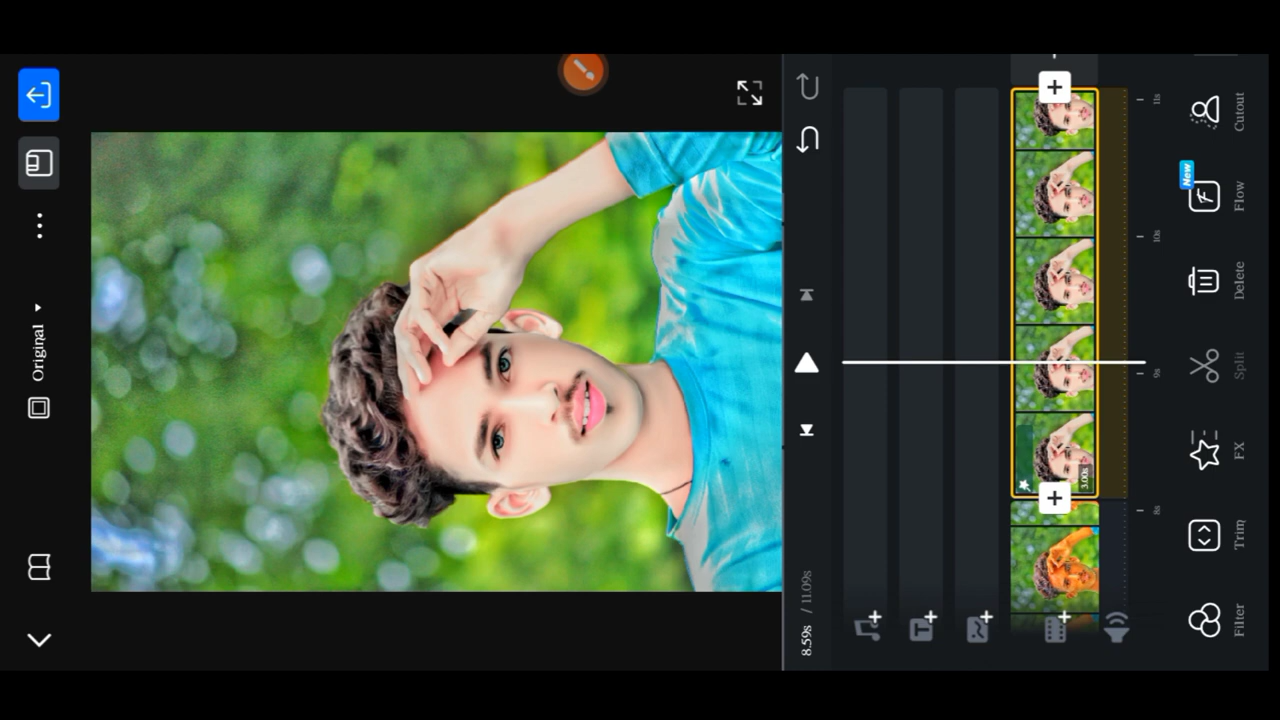 Original
8.59s / 11.09s
3.00s
8s
9s
10s
11s
Filter
Trim
FX
Split
Delete
Flow
New
Cutout